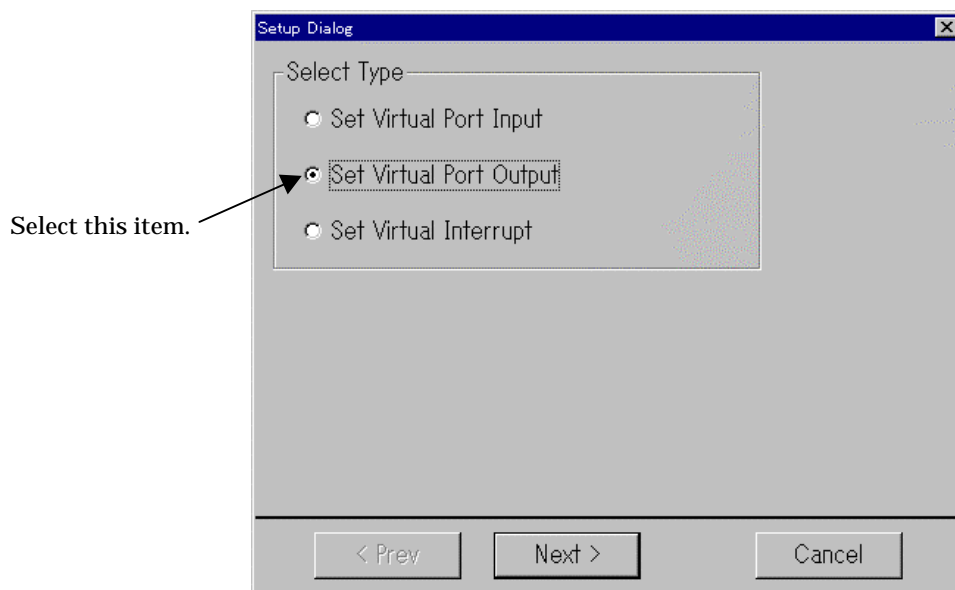 Setup Dialog
Select Type
Set Virtual Port Input
Set Virtual Port Output
Select this item.
Set Virtual Interrupt
< Prev
Next >
Cancel